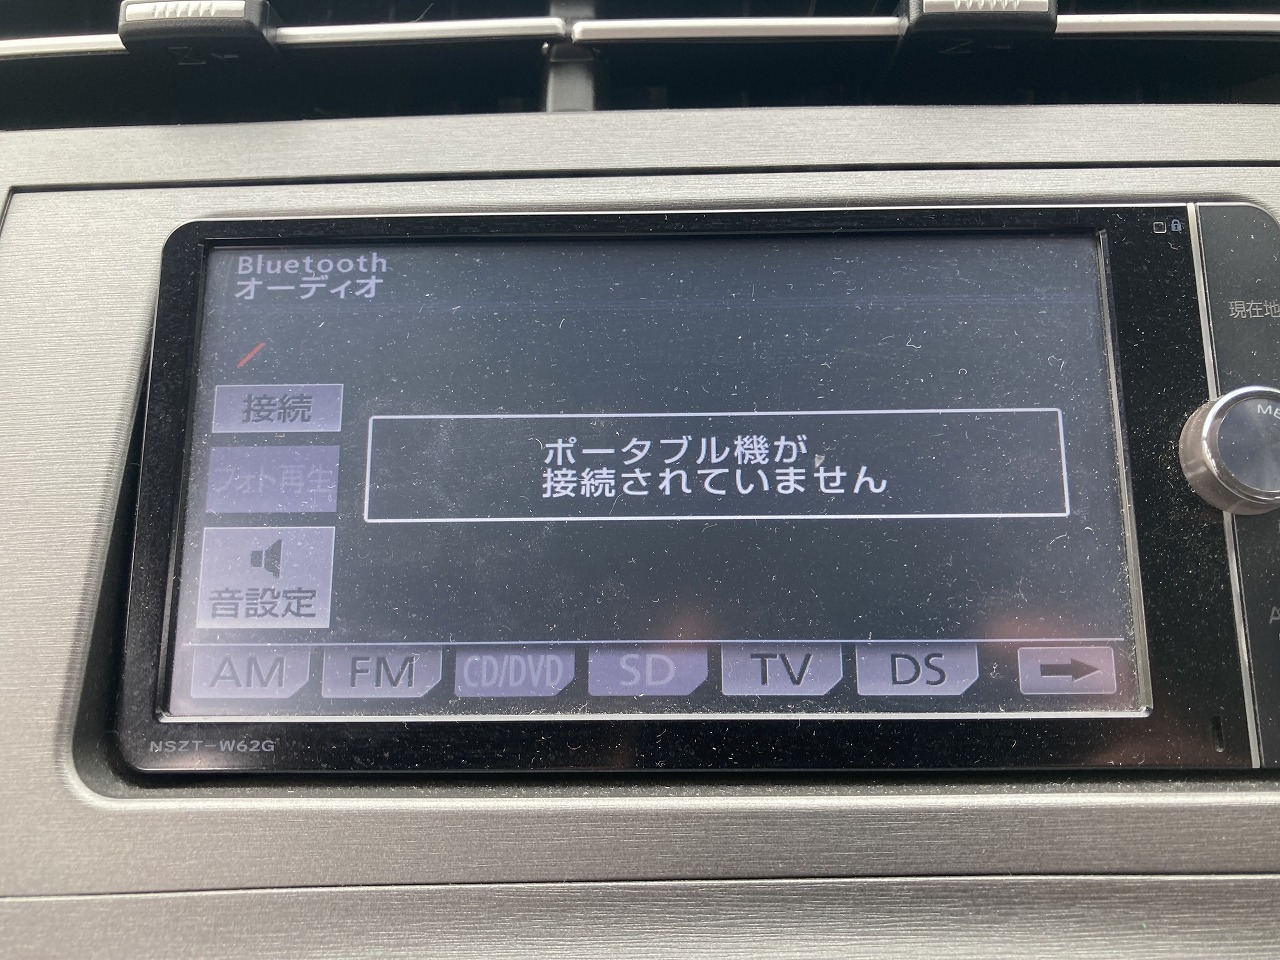 Bluetooth
オーディオ
現在地
接続
ポータブル機が
接続されていません
フォト再生
音設定
AM FM CD/DVD SD TV DS
NSZT-W62G